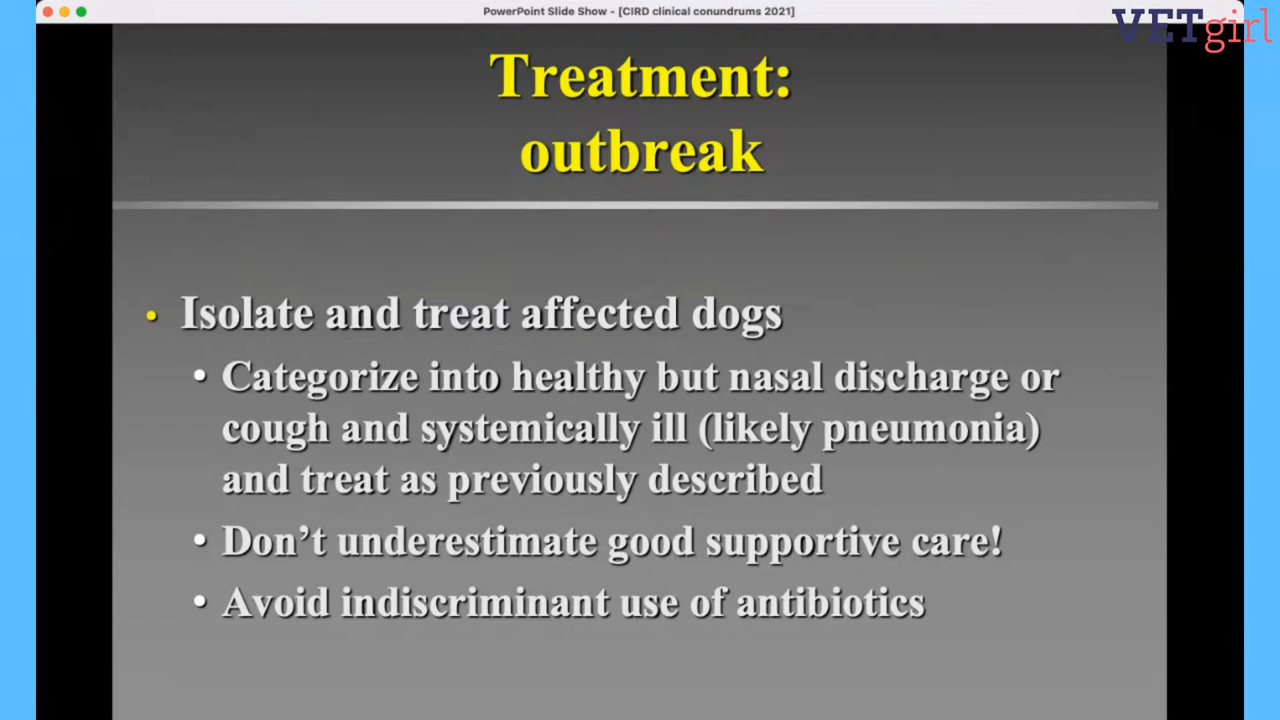 PowerPoint Slide Show - [CIRD clinical conundrums 2021]
VETgirl
Treatment:
outbreak
• Isolate and treat affected dogs
• Categorize into healthy but nasal discharge or
cough and systemically ill (likely pneumonia)
and treat as previously described
• Don’t underestimate good supportive care!
• Avoid indiscriminant use of antibiotics